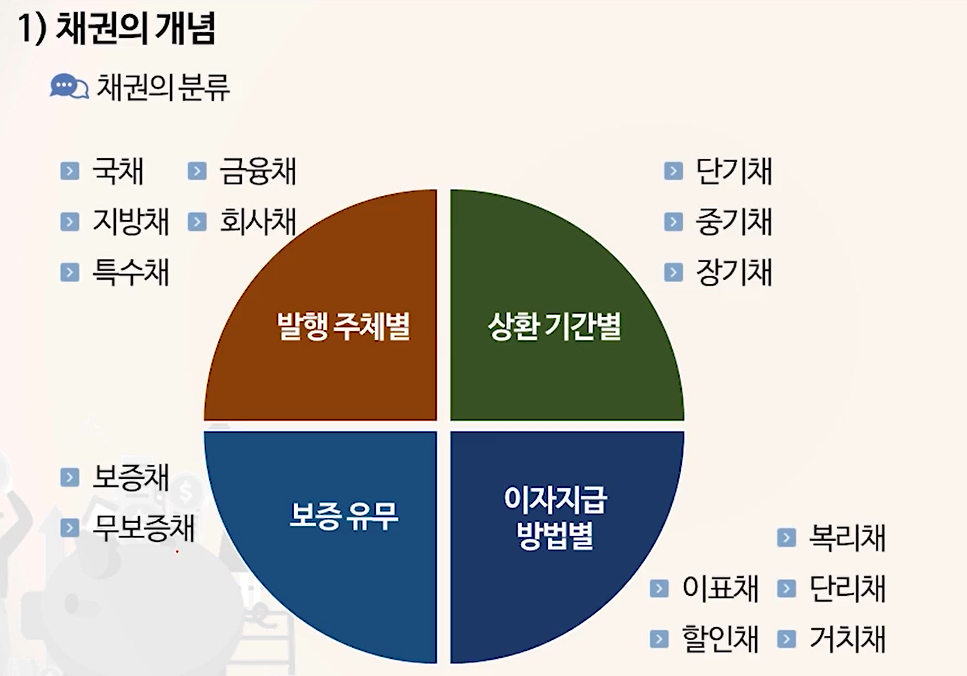 1) 채권의 개념
채권의 분류
국채 금융채
지방채 회사채
특수채
단기채
중기채
장기채
발행 주체별
상환 기간별
보증채
무보증채
보증 유무
이자지급
방법별
복리채
이표채 단리채
할인채 거치채